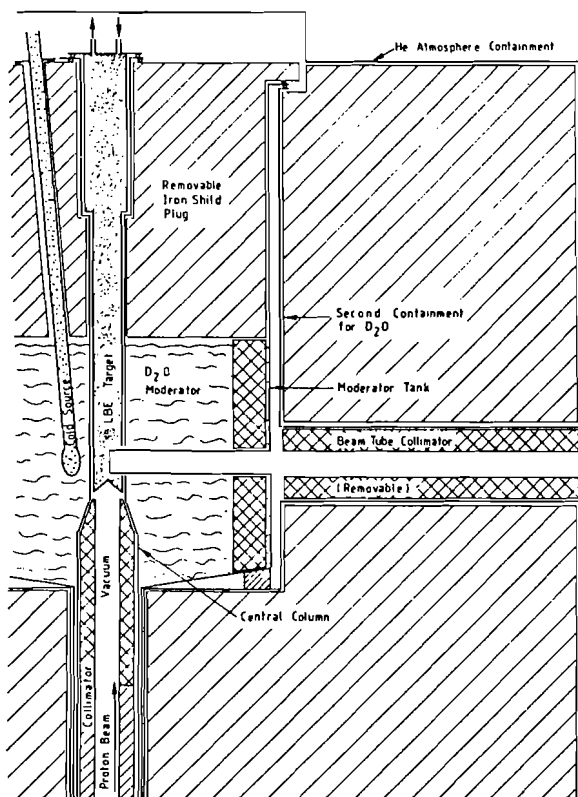 He Atmosphere Containment
Removable
Iron Shild
Plug
Second Containment
for D₂O
D₂O
Moderator
LBE Target
Cold Source
Moderator Tank
Beam Tube Collimator
(Removable)
Vacuum
Central Column
Collimator
Proton Beam